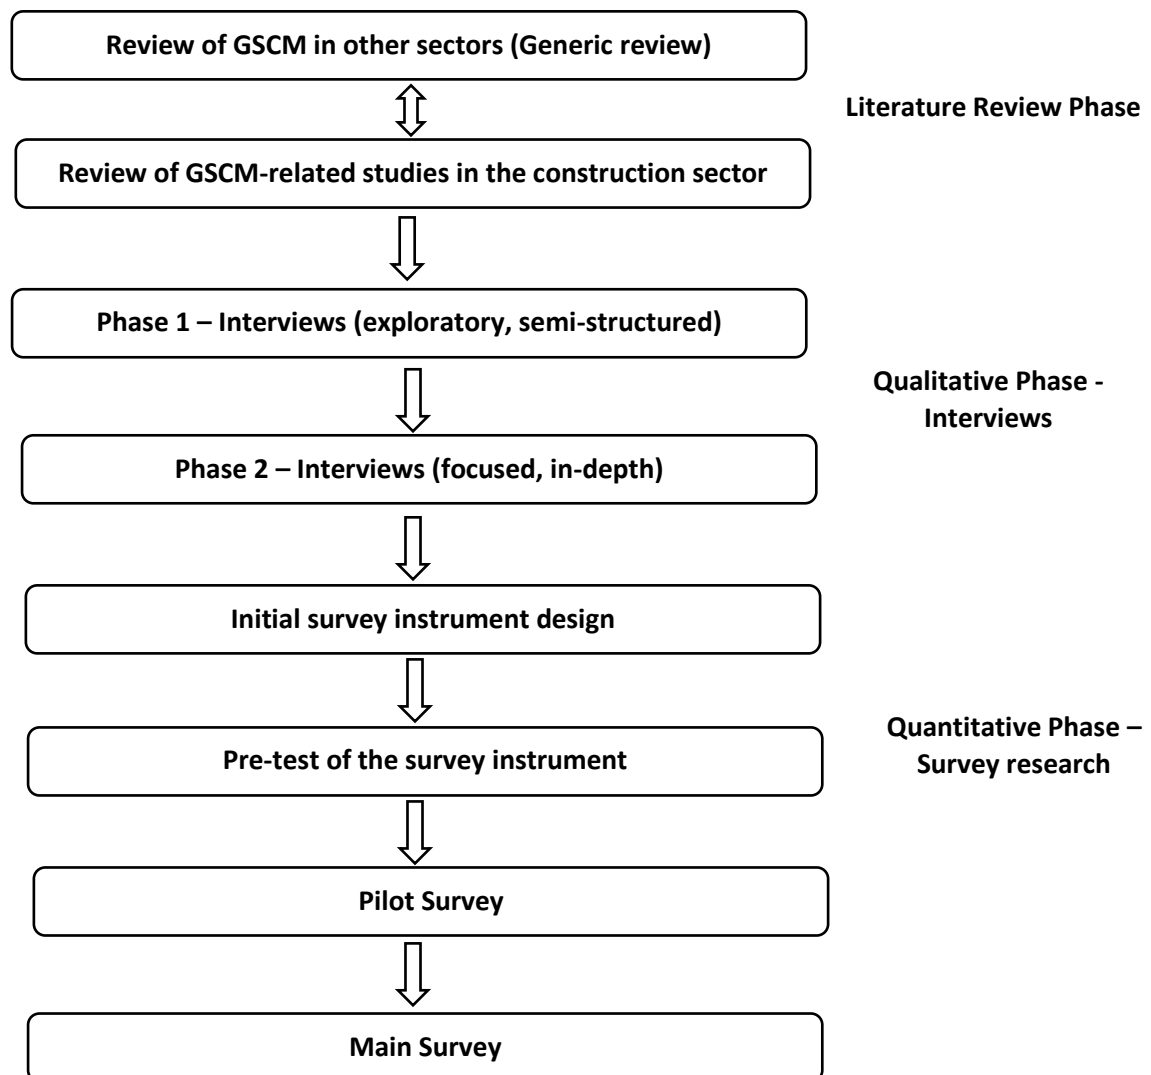 Review of GSCM in other sectors (Generic review)
Literature Review Phase
Review of GSCM-related studies in the construction sector
Phase 1 – Interviews (exploratory, semi-structured)
Qualitative Phase -
Interviews
Phase 2 – Interviews (focused, in-depth)
Initial survey instrument design
Quantitative Phase –
Survey research
Pre-test of the survey instrument
Pilot Survey
Main Survey